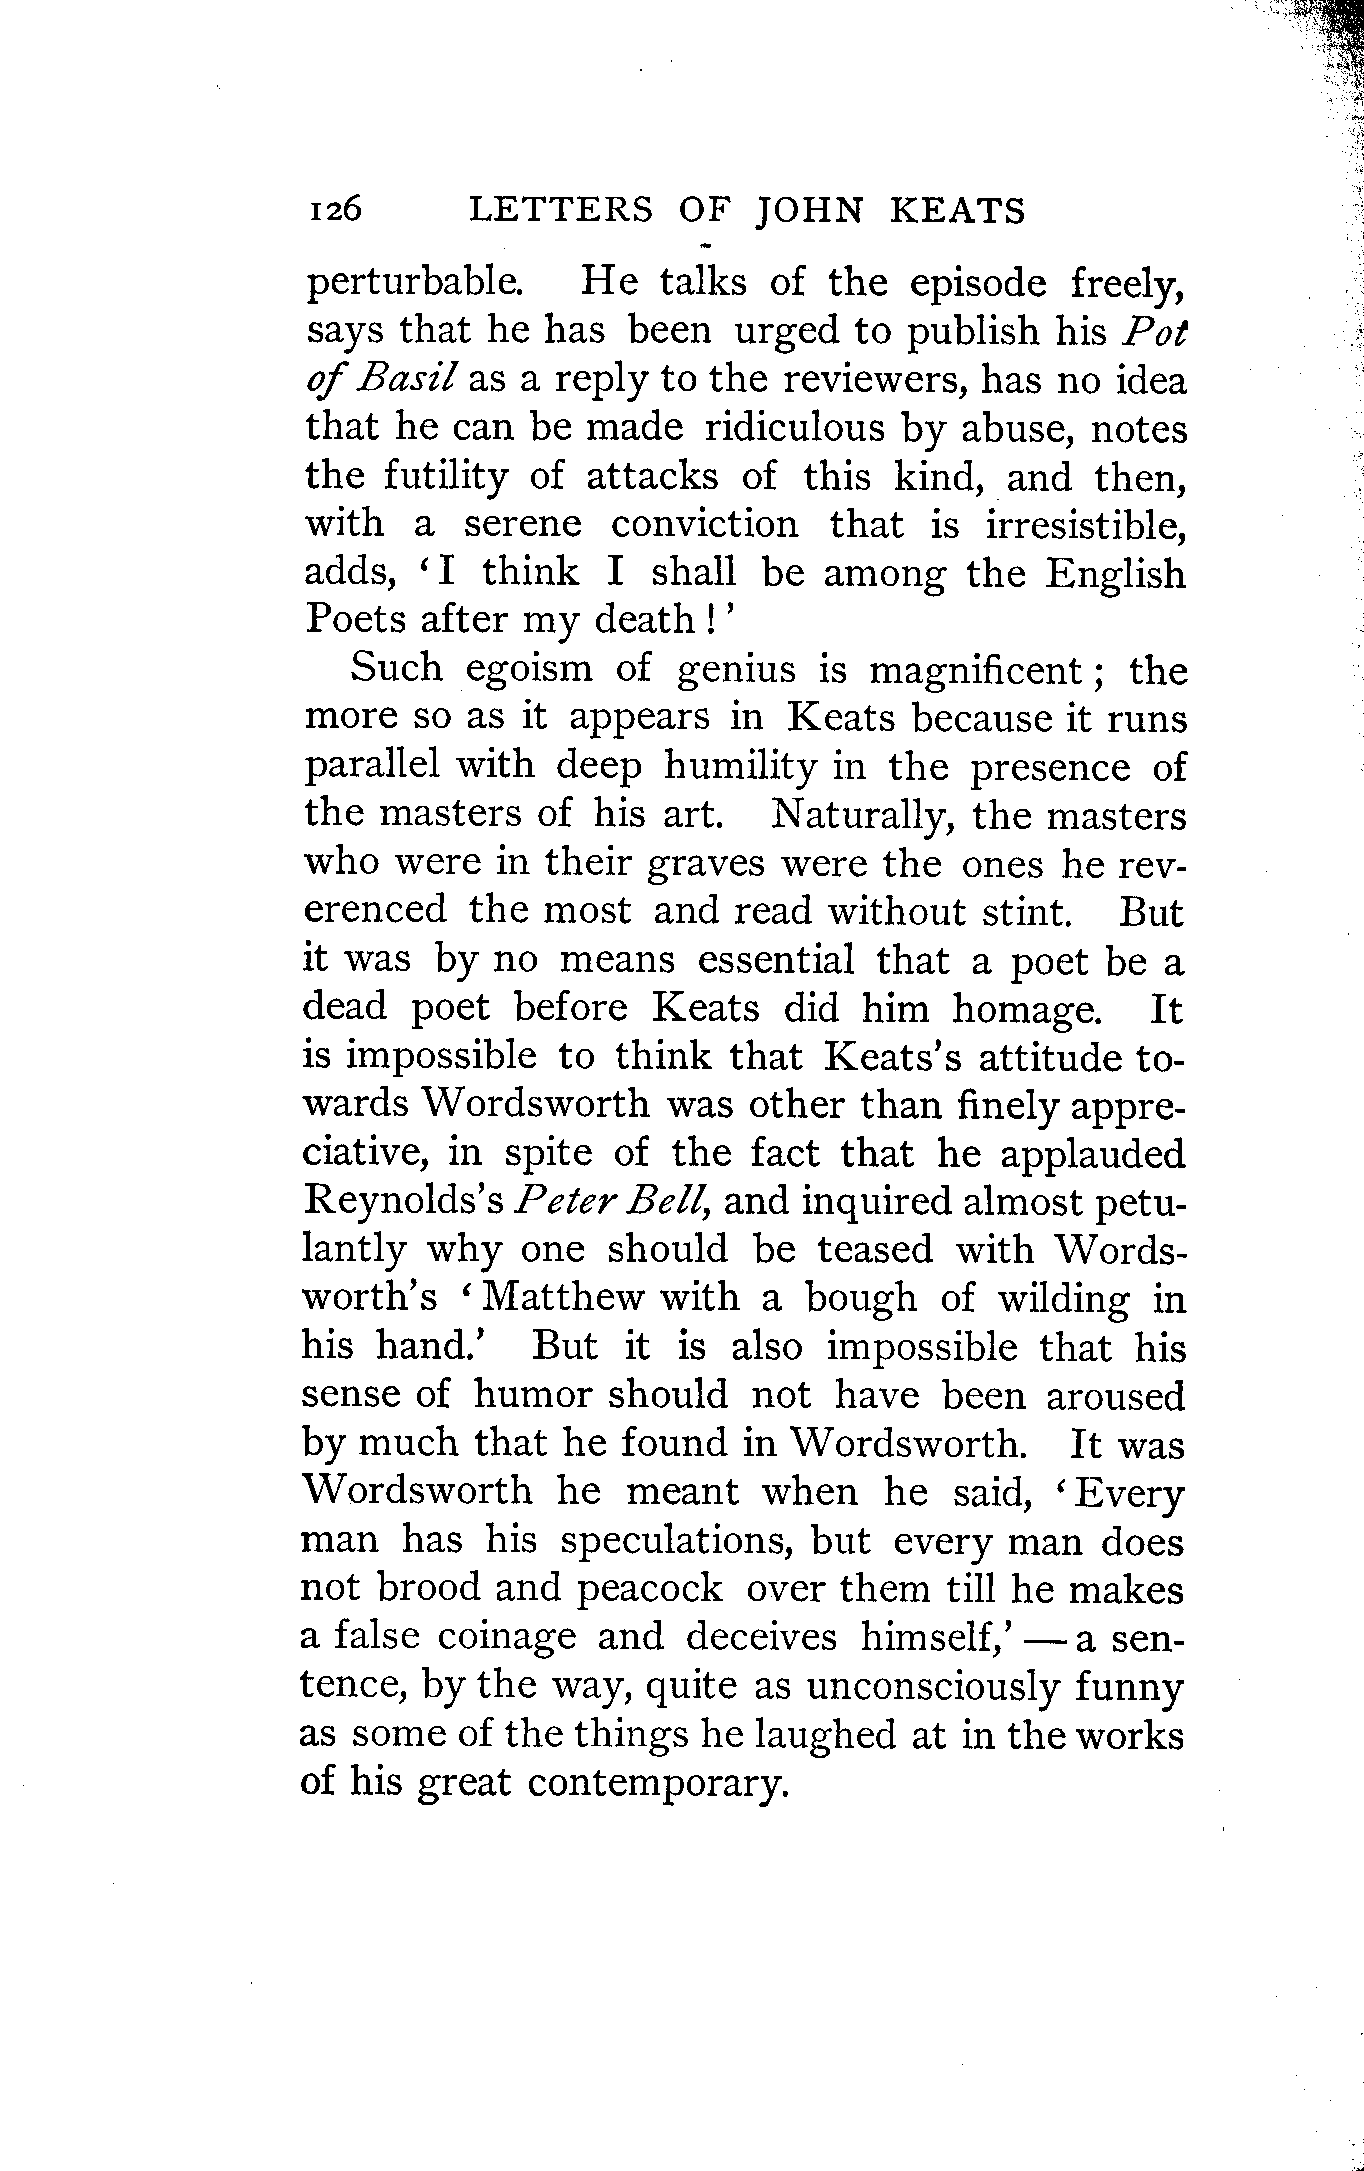 126 LETTERS OF JOHN KEATS
perturbable. He talks of the episode freely,
says that he has been urged to publish his Pot
of Basil as a reply to the reviewers, has no idea
that he can be made ridiculous by abuse, notes
the futility of attacks of this kind, and then,
with a serene conviction that is irresistible,
adds, ‘I think I shall be among the English
Poets after my death!’
Such egoism of genius is magnificent; the
more so as it appears in Keats because it runs
parallel with deep humility in the presence of
the masters of his art. Naturally, the masters
who were in their graves were the ones he rev-
erenced the most and read without stint. But
it was by no means essential that a poet be a
dead poet before Keats did him homage. It
is impossible to think that Keats's attitude to-
wards Wordsworth was other than finely appre-
ciative, in spite of the fact that he applauded
Reynolds's Peter Bell, and inquired almost petu-
lantly why one should be teased with Words-
worth's ‘Matthew with a bough of wilding in
his hand.’ But it is also impossible that his
sense of humor should not have been aroused
by much that he found in Wordsworth. It was
Wordsworth he meant when he said, ‘Every
man has his speculations, but every man does
not brood and peacock over them till he makes
a false coinage and deceives himself,’ — a sen-
tence, by the way, quite as unconsciously funny
as some of the things he laughed at in the works
of his great contemporary.